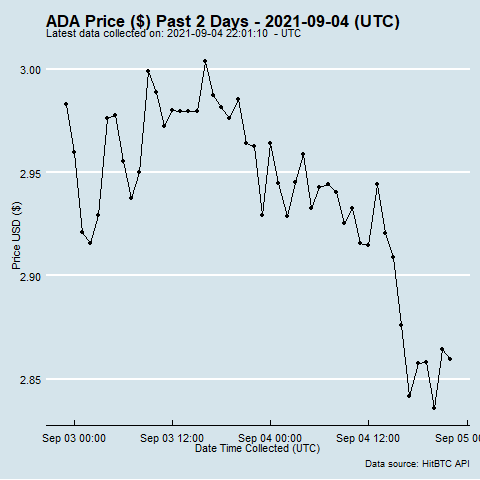 ADA Price ($) Past 2 Days - 2021-09-04 (UTC)
Latest data collected on: 2021-09-04 22:01:10 - UTC
3.00
2.95
2.90
2.85
Price USD ($)
Sep 03 00:00 Sep 03 12:00 Sep 04 00:00 Sep 04 12:00 Sep 05 0
Date Time Collected (UTC)
Data source: HitBTC API